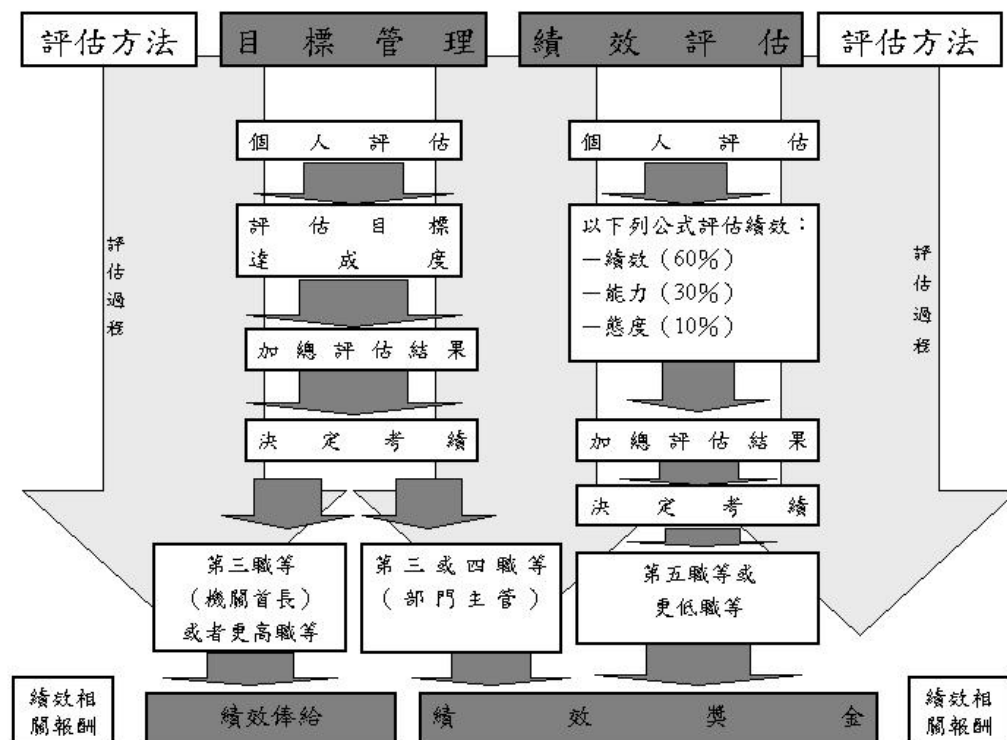 評估方法
目標管理
績效評估
評估方法
個人評估
個人評估
評估目標
達成度
以下列公式評估績效：
—績效（60%）
—能力（30%）
—態度（10%）
評估過程
評估過程
加總評估結果
決定考績
加總評估結果
決定考績
第三職等
（機關首長）
或者更高職等
第三或四職等
（部門主管）
第五職等或
更低職等
績效相
關報酬
績效俸給
績效獎金
績效相
關報酬